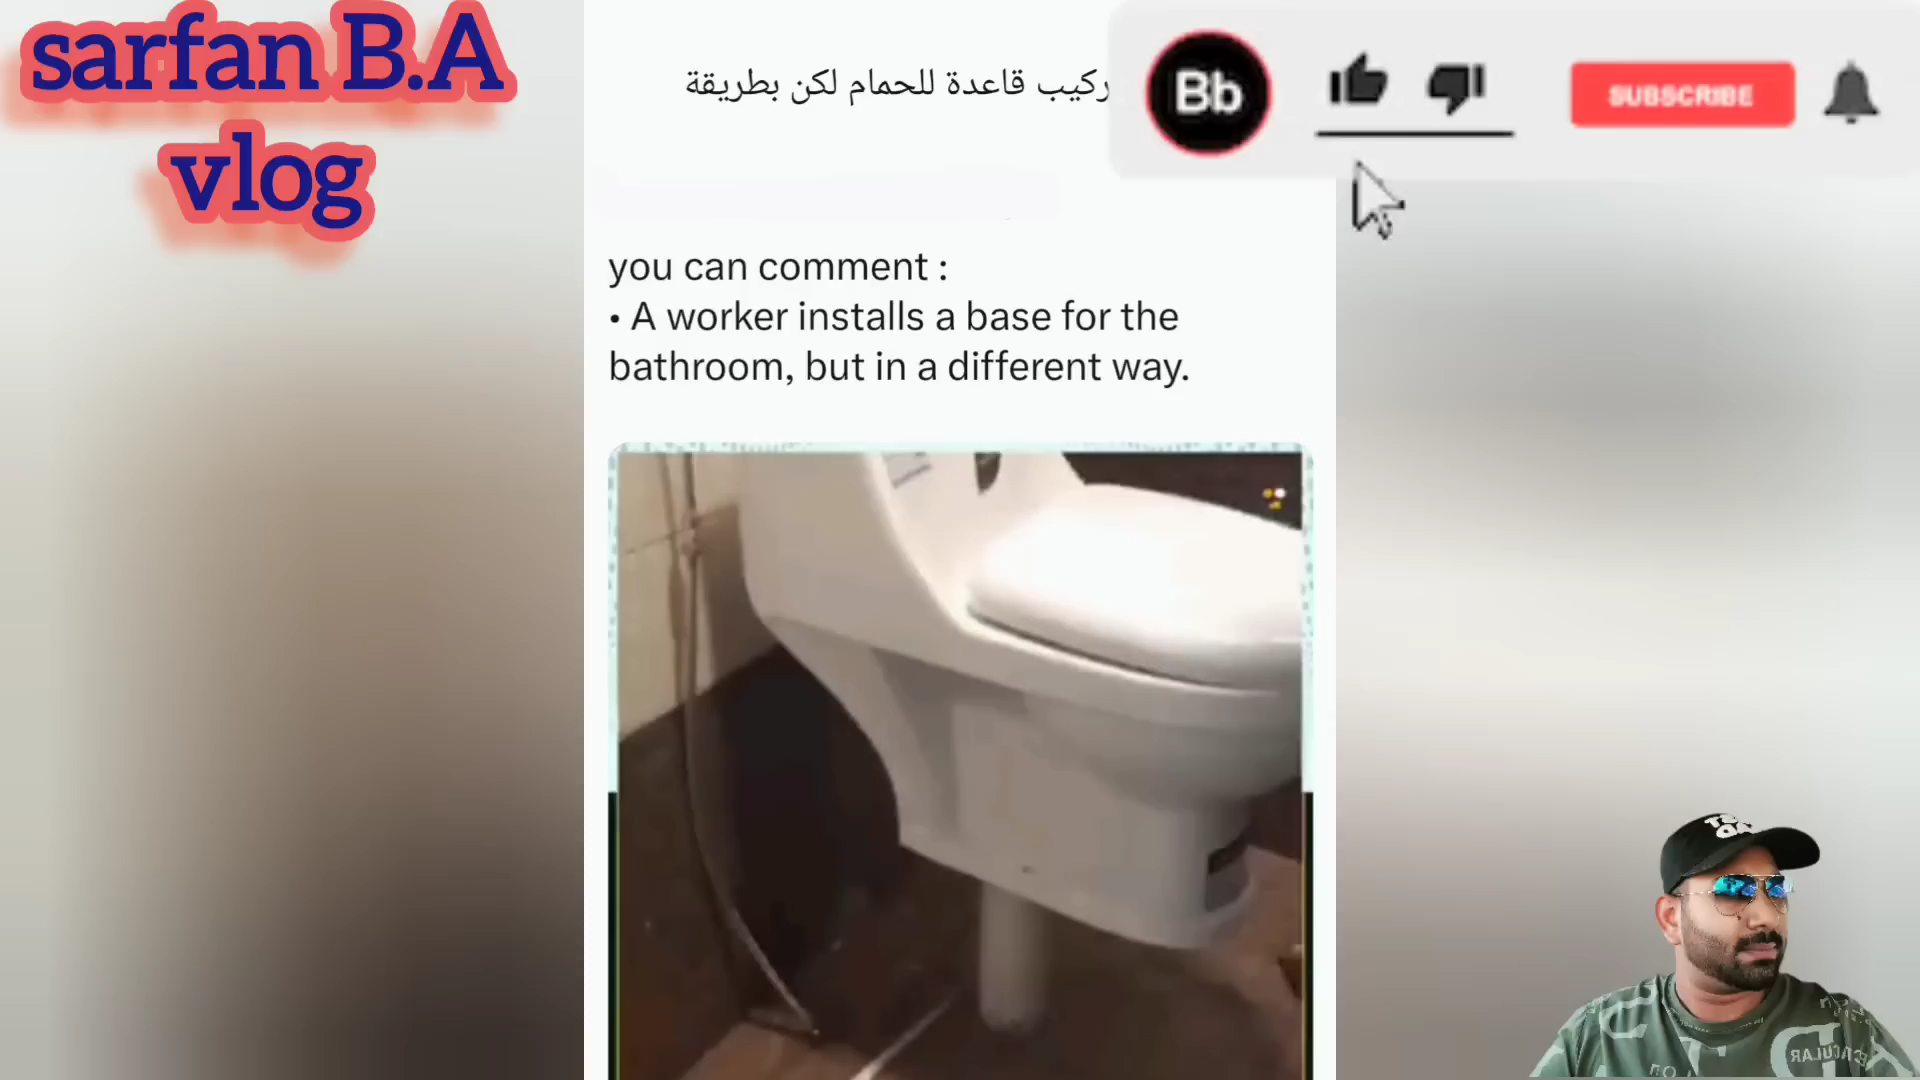 sarfan B.A
vlog
ركيب قاعدة للحمام لكن بطريقة
Bb
SUBSCRIBE
you can comment :
• A worker installs a base for the
bathroom, but in a different way.